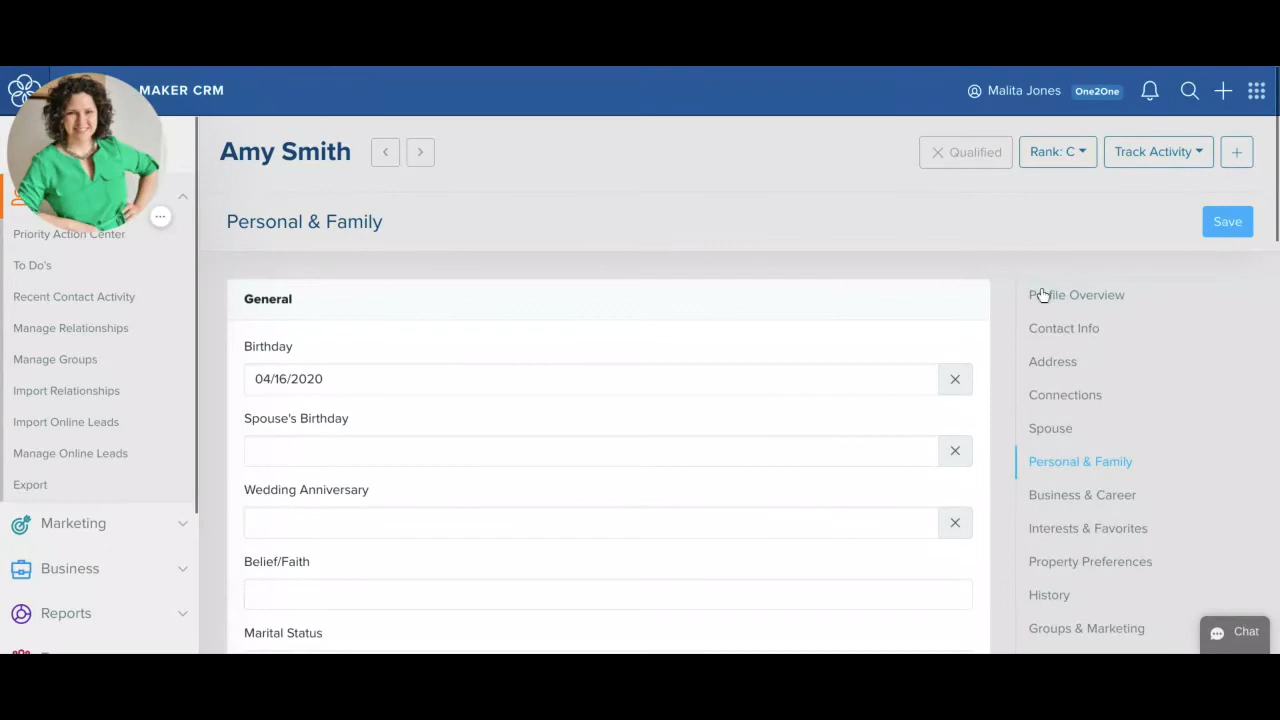 MAKER CRM
Malita Jones
One2One
Amy Smith
Qualified
Rank: C
Track Activity
Personal & Family
Save
Priority Action Center
To Do's
Recent Contact Activity
Manage Relationships
Manage Groups
Import Relationships
Import Online Leads
Manage Online Leads
Export
Marketing
Business
Reports
General
Birthday
04/16/2020
Spouse's Birthday
Wedding Anniversary
Belief/Faith
Marital Status
Profile Overview
Contact Info
Address
Connections
Spouse
Personal & Family
Business & Career
Interests & Favorites
Property Preferences
History
Groups & Marketing
Chat